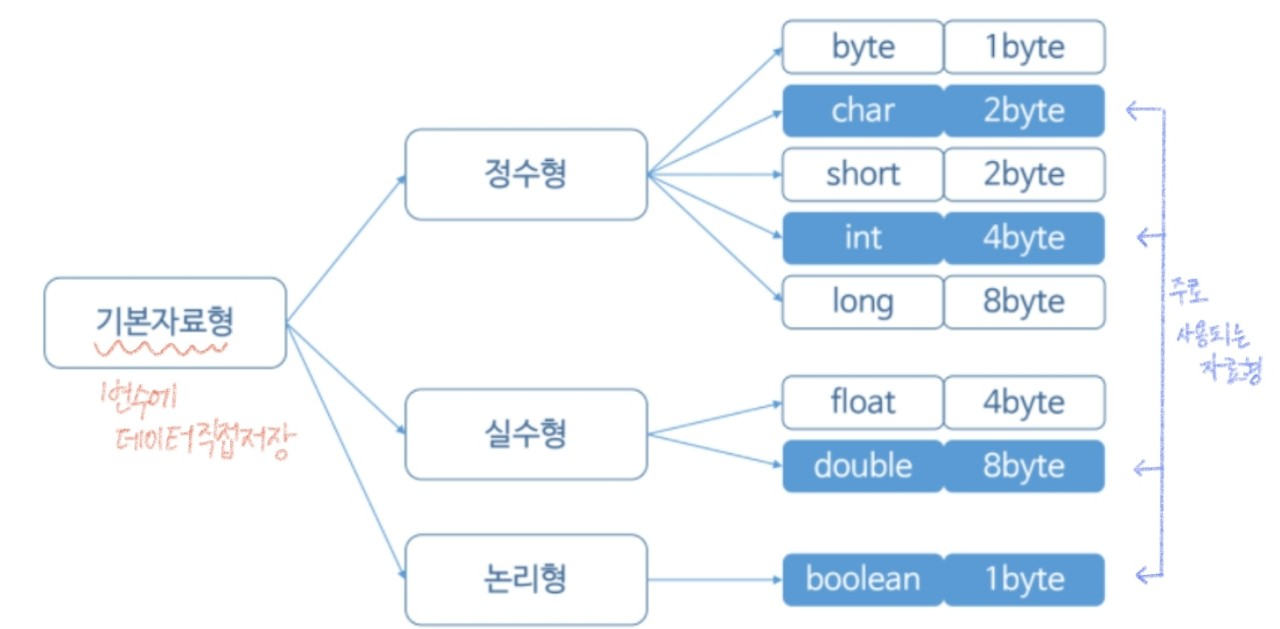 기본자료형
변수에
데이터 직접저장
정수형
byte 1byte
char 2byte
short 2byte
int 4byte
long 8byte
실수형
float 4byte
double 8byte
논리형
boolean 1byte
주로
사용되는
자료형